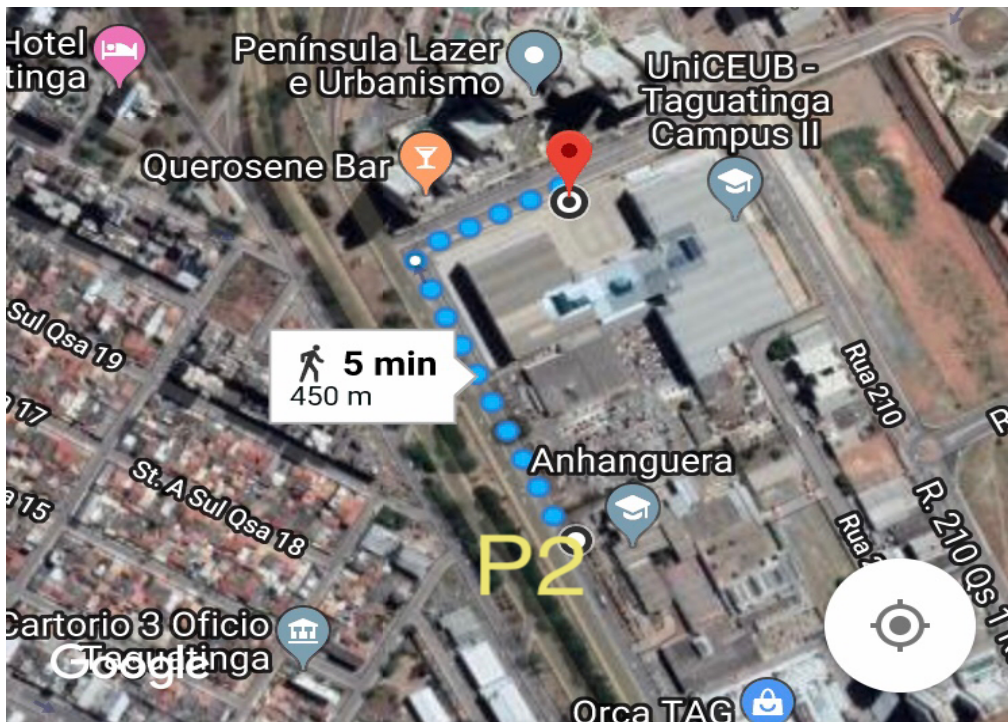 Hotel
tinga
Península Lazer
e Urbanismo
UniCEUB -
Taguatinga
Campus II
Querosene Bar
Sul Qsa 19
5 min
450 m
17
Rua 210
Anhanguera
15
St. A Sul Qsa 18
R. 210 Qs
P2
Rua
Cartorio 3 Oficio
Taguatinga
Google
Orca TAG